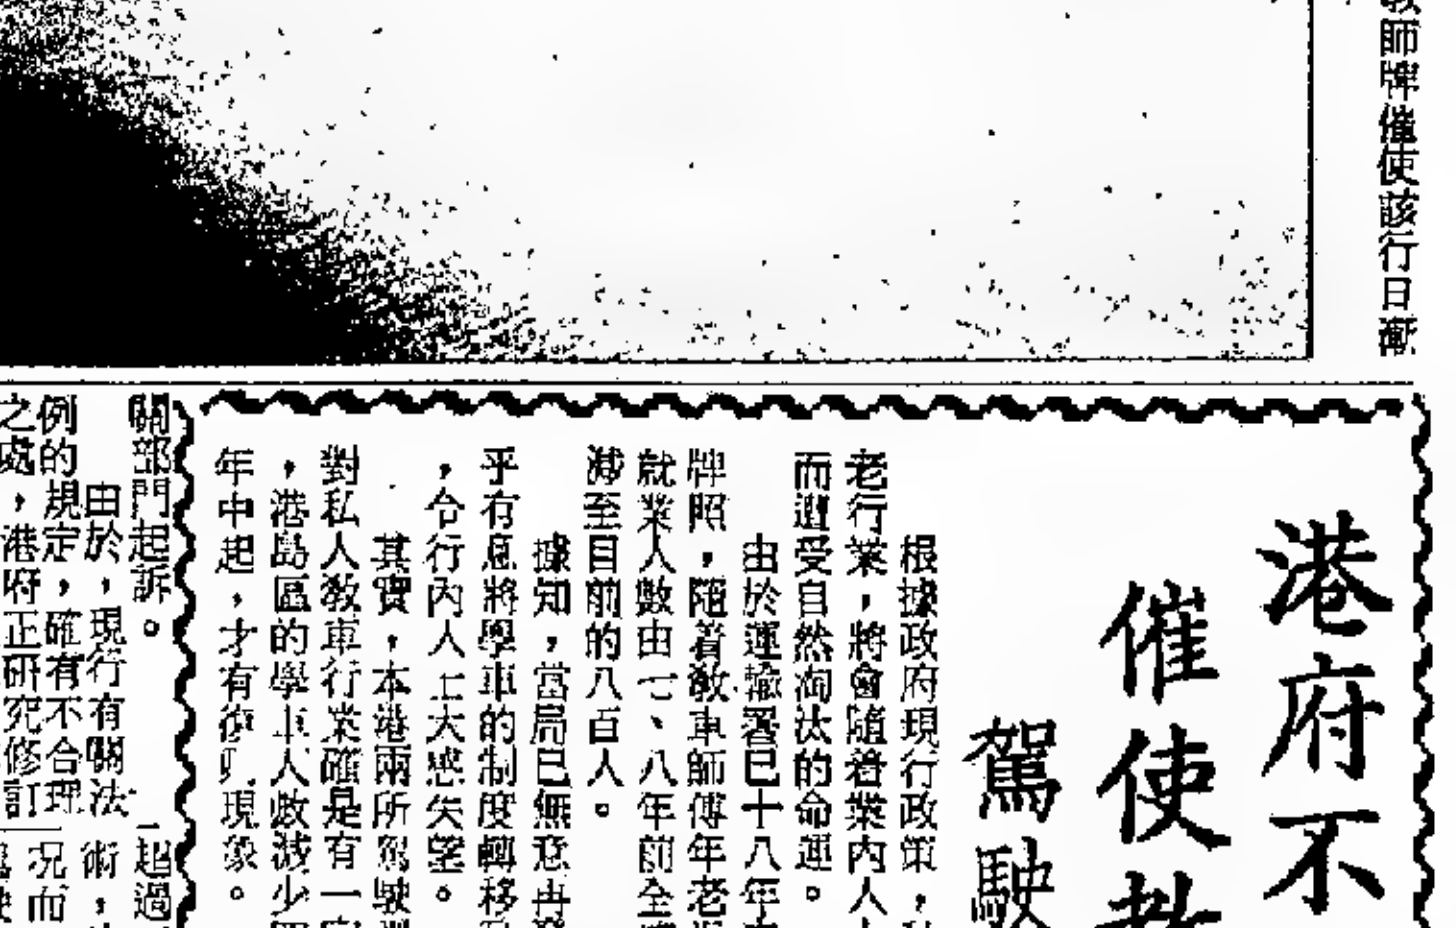 師牌催使該行日漸
港府不
催使教
駕駛
根據政府現行政策，
老行業，將會隨着業內人
而遭受自然淘汰的命運。
由於運輸署已十八年
牌照，隨着教車師傅年老
就業人數由七、八年前全
減至目前的八百人。
據知，當局已無意再
乎有意將學車的制度轉移
，令行內人士大感失望。
其實，本港兩所駕駛
對私人教車行業確是有一
，港島區的學車人數減少
年中起，才有復甦現象。
關部門起訴。
由於，現行有關法
例的規定，確有不合理
之處，港府正研究修訂
超過
術，
況而